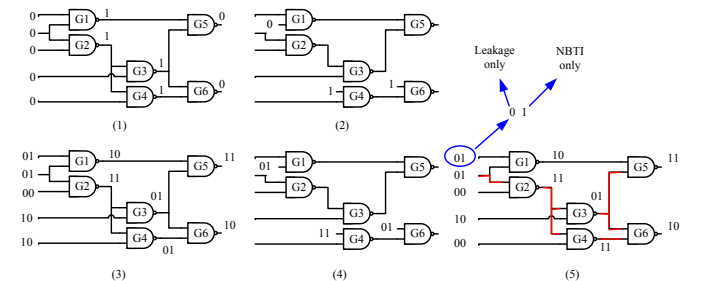 0 G1 1 G5 0
0 G2 1
0
0 G3 1
0 G4 1 G6 0
(1)
G1 G5
0
G2
G3
1 G4 1 G6
(2)
Leakage only
NBTI only
0 1
01 G1 10 G5 11
01 G2 11
00
10 G3 01
10 G4 01 G6 10
(3)
G1 G5
01
G2
G3
11 G4 01 G6
(4)
01 G1 10 G5 11
01 G2 11
00
10 G3 01
00 G4 11 G6 10
(5)